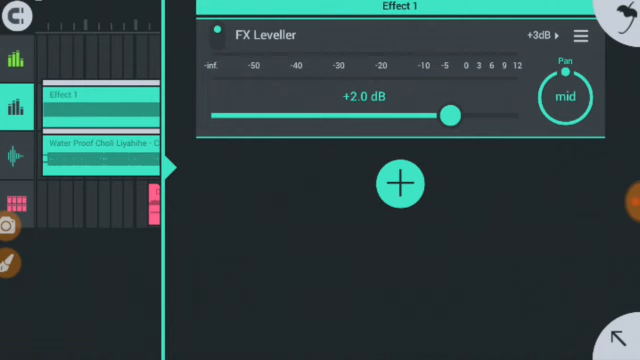 Effect 1
FX Leveller
+3dB
-inf. -50 -40 -30 -20 -10 -5 0 3 6 9 12
Pan
+2.0 dB
mid
Effect 1
Water Proof Choli Liyahihe - C